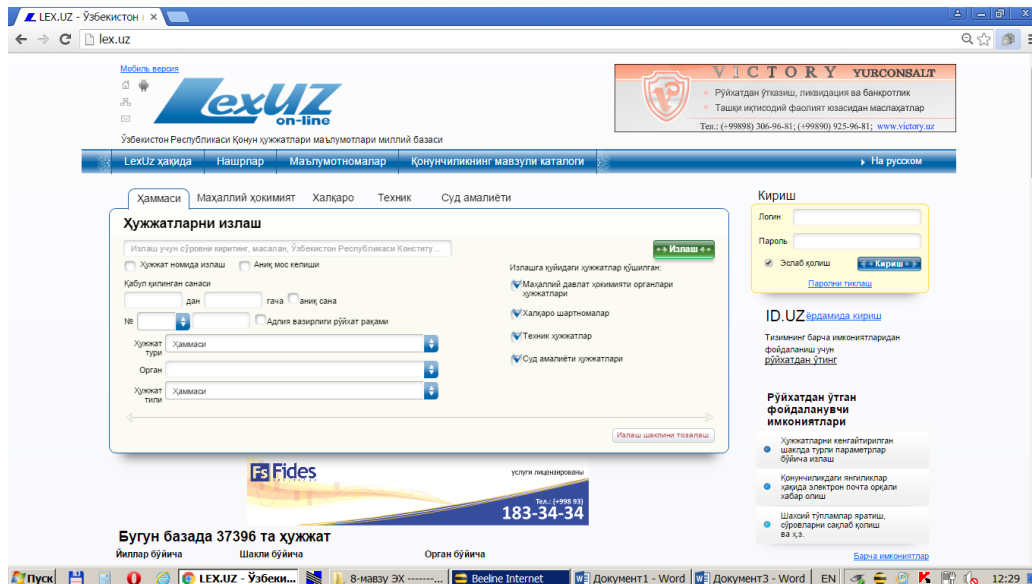 LEX.UZ - Ўзбекистон
lex.uz
Мобиль версия
LexUZ
on-line
Ўзбекистон Республикаси Қонун ҳужжатлари маълумотлари миллий базаси
VICTORY YURCONSALT
Рўйхатдан ўтказиш, ликвидация ва банкротлик
Ташқи иқтисодий фаолият юзасидан маслаҳатлар
Тел.: (+99898) 306-96-81; (+99890) 925-96-81; www.victory.uz
LexUz ҳақида Нашрлар Маълумотномалар Қонунчиликнинг мавзули каталоги На русском
Ҳаммаси Маҳаллий ҳокимият Халқаро Техник Суд амалиёти
Ҳужжатларни излаш
Излаш учун сўровни киритинг, масалан, Ўзбекистон Республикаси Конститу...
Излаш
Ҳужжат номида излаш Аниқ мос келиши
Қабул қилинган санаси
дан гача аниқ сана
№ Адлия вазирлиги рўйхат рақами
Ҳужжат тури Ҳаммаси
Орган
Ҳужжат тили Ҳаммаси
Излашга қуйидаги ҳужжатлар қўшилган:
Маҳаллий давлат ҳокимияти органлари
ҳужжатлари
Халқаро шартномалар
Техник ҳужжатлар
Суд амалиёти ҳужжатлари
Излаш шаклини тозалаш
Кириш
Логин
Пароль
Эслаб қолиш Кириш
Паролни тиклаш
ID.UZ ёрдамида кириш
Тизимнинг барча имкониятларидан
фойдаланиш учун
рўйхатдан ўтинг
Рўйхатдан ўтган
фойдаланувчи
имкониятлари
Ҳужжатларни кенгайтирилган
шаклда турли параметрлар
бўйича излаш
Қонунчиликдаги янгиликлар
ҳақида электрон почта орқали
хабар олиш
Шахсий тўпламлар яратиш,
сўровларни сақлаб қолиш
ва ҳ.з.
Барча имкониятлар
Fs Fides
услуги лицензированы
Тел.: (+998 93)
183-34-34
Бугун базада 37396 та ҳужжат
Йиллар бўйича Шакли бўйича Орган бўйича
Пуск LEX.UZ - Ўзбеки... 8-мавзу ЭХ -------... Beeline Internet Документ1 - Word Документ3 - Word EN 12:29